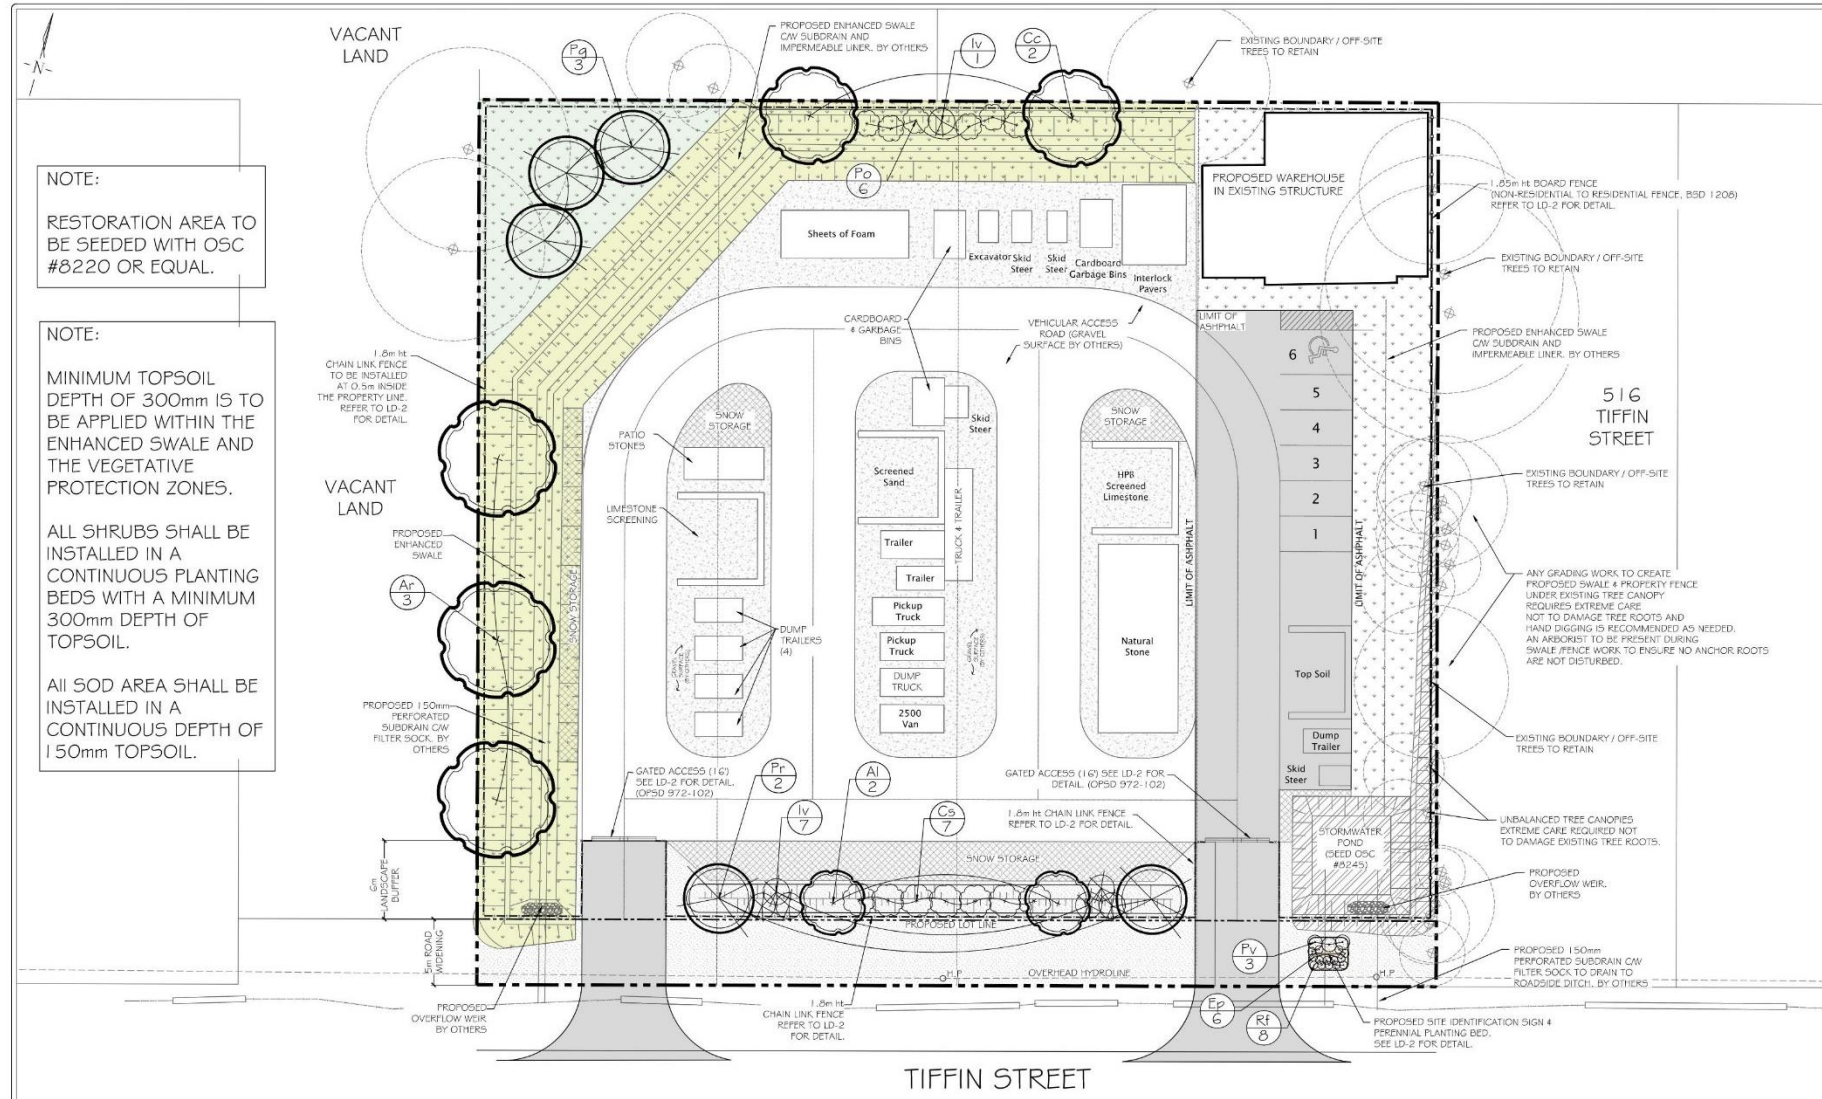 VACANT
LAND
Pg
3
PROPOSED ENHANCED SWALE
C/W SUBDRAIN AND
IMPERMEABLE LINER. BY OTHERS
Iv
1
Cc
2
EXISTING BOUNDARY / OFF-SITE
TREES TO RETAIN
N
NOTE:
RESTORATION AREA TO
BE SEEDED WITH OSC
#8220 OR EQUAL.
NOTE:
MINIMUM TOPSOIL
DEPTH OF 300mm IS TO
BE APPLIED WITHIN THE
ENHANCED SWALE AND
THE VEGETATIVE
PROTECTION ZONES.
ALL SHRUBS SHALL BE
INSTALLED IN A
CONTINUOUS PLANTING
BEDS WITH A MINIMUM
300mm DEPTH OF
TOPSOIL.
All SOD AREA SHALL BE
INSTALLED IN A
CONTINUOUS DEPTH OF
150mm TOPSOIL.
Po
6
PROPOSED WAREHOUSE
IN EXISTING STRUCTURE
1.85m ht BOARD FENCE
(NON-RESIDENTIAL TO RESIDENTIAL FENCE, BSD 1208)
REFER TO LD-2 FOR DETAIL.
Sheets of Foam
Excavator
Skid
Steer
Skid
Steer
Cardboard
Garbage Bins
Interlock
Pavers
EXISTING BOUNDARY / OFF-SITE
TREES TO RETAIN
CARDBOARD
& GARBAGE
BINS
VEHICULAR ACCESS
ROAD (GRAVEL
SURFACE BY OTHERS)
LIMIT OF
ASHPHALT
PROPOSED ENHANCED SWALE
C/W SUBDRAIN AND
IMPERMEABLE LINER. BY OTHERS
1.8m ht
CHAIN LINK FENCE
TO BE INSTALLED
AT 0.5m INSIDE
THE PROPERTY LINE.
REFER TO LD-2
FOR DETAIL.
6
5
4
3
2
1
516
TIFFIN
STREET
SNOW
STORAGE
Skid
Steer
SNOW
STORAGE
PATIO
STONES
Screened
Sand
HPB
Screened
Limestone
TRUCK & TRAILER
VACANT
LAND
LIMESTONE
SCREENING
EXISTING BOUNDARY / OFF-SITE
TREES TO RETAIN
PROPOSED
ENHANCED
SWALE
Trailer
Trailer
LIMIT OF ASHPHALT
LIMIT OF ASHPHALT
Ar
3
SNOW STORAGE
Pickup
Truck
Pickup
Truck
DUMP
TRUCK
2500
Van
DUMP
TRAILERS
(4)
GRAVEL
SURFACE
(BY OTHERS)
GRAVEL
SURFACE
(BY OTHERS)
Natural
Stone
Top Soil
ANY GRADING WORK TO CREATE
PROPOSED SWALE & PROPERTY FENCE
UNDER EXISTING TREE CANOPY
REQUIRES EXTREME CARE
NOT TO DAMAGE TREE ROOTS AND
HAND DIGGING IS RECOMMENDED AS NEEDED.
AN ARBORIST TO BE PRESENT DURING
SWALE /FENCE WORK TO ENSURE NO ANCHOR ROOTS
ARE NOT DISTURBED.
PROPOSED 150mm
PERFORATED
SUBDRAIN C/W
FILTER SOCK. BY
OTHERS
Dump
Trailer
Skid
Steer
EXISTING BOUNDARY / OFF-SITE
TREES TO RETAIN
GATED ACCESS (16')
SEE LD-2 FOR DETAIL.
(OPSD 972-102)
Pr
2
Al
2
Iv
7
Cs
7
GATED ACCESS (16') SEE LD-2 FOR
DETAIL. (OPSD 972-102)
1.8m ht CHAIN LINK FENCE
REFER TO LD-2 FOR DETAIL.
STORMWATER
POND
(SEED OSC
#8245)
UNBALANCED TREE CANOPIES
EXTREME CARE REQUIRED NOT
TO DAMAGE EXISTING TREE ROOTS.
SNOW STORAGE
6m
LANDSCAPE
BUFFER
PROPOSED
OVERFLOW WEIR.
BY OTHERS
PROPOSED LOT LINE
5m ROAD
WIDENING
Pv
3
H.P
OVERHEAD HYDROLINE
H.P
PROPOSED 150mm
PERFORATED SUBDRAIN C/W
FILTER SOCK TO DRAIN TO
ROADSIDE DITCH. BY OTHERS
PROPOSED
OVERFLOW WEIR
BY OTHERS
1.8m ht
CHAIN LINK FENCE
REFER TO LD-2
FOR DETAIL.
Ep
6
Rf
8
PROPOSED SITE IDENTIFICATION SIGN &
PERENNIAL PLANTING BED.
SEE LD-2 FOR DETAIL.
TIFFIN STREET